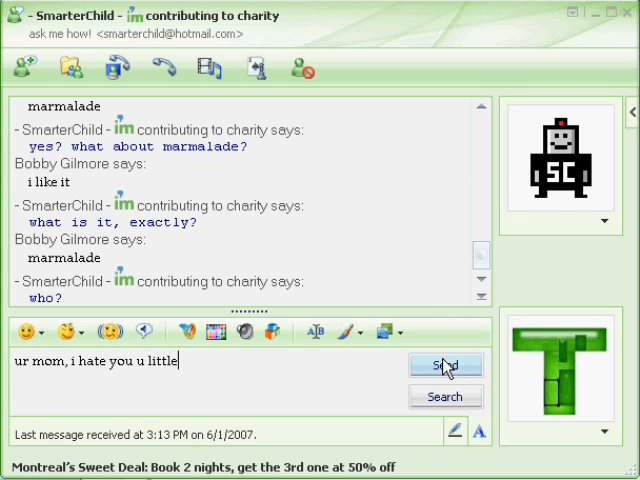 - SmarterChild - im contributing to charity
ask me how! <smarterchild@hotmail.com>
marmalade
- SmarterChild - im contributing to charity says:
yes? what about marmalade?
Bobby Gilmore says:
i like it
- SmarterChild - im contributing to charity says:
what is it, exactly?
Bobby Gilmore says:
marmalade
- SmarterChild - im contributing to charity says:
who?
SC
ur mom, i hate you u little
Send
Search
Last message received at 3:13 PM on 6/1/2007.
A
Montreal's Sweet Deal: Book 2 nights, get the 3rd one at 50% off